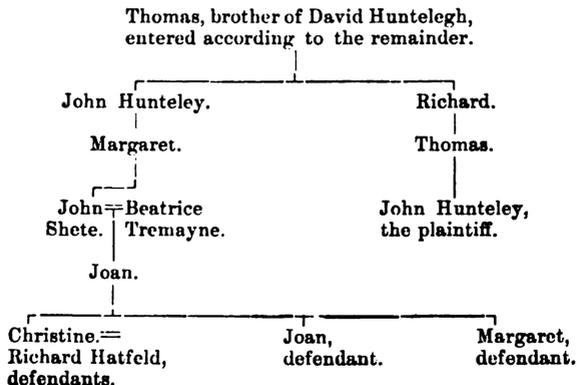 Thomas, brother of David Huntelegh,
entered according to the remainder.
John Hunteley. Richard.
Margaret. Thomas.
John=Beatrice John Hunteley,
Shete. Tremayne. the plaintiff.
Joan.
Christine.= Joan, Margaret,
Richard Hatfeld, defendant. defendant.
defendants.